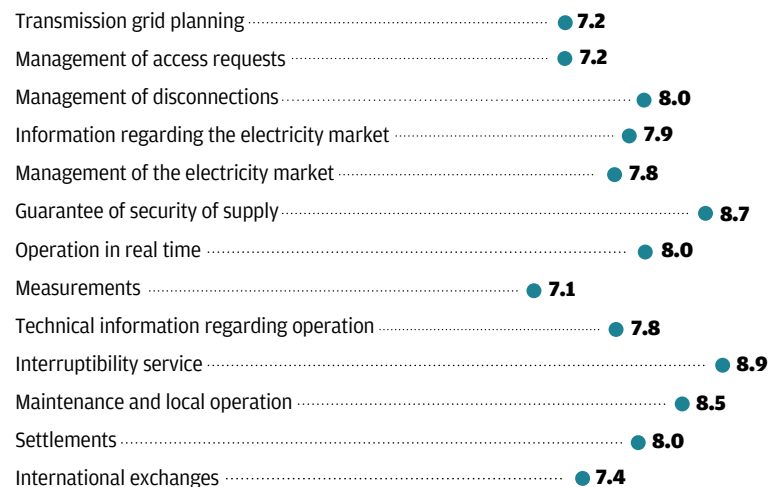 Transmission grid planning 7.2
Management of access requests 7.2
Management of disconnections 8.0
Information regarding the electricity market 7.9
Management of the electricity market 7.8
Guarantee of security of supply 8.7
Operation in real time 8.0
Measurements 7.1
Technical information regarding operation 7.8
Interruptibility service 8.9
Maintenance and local operation 8.5
Settlements 8.0
International exchanges 7.4